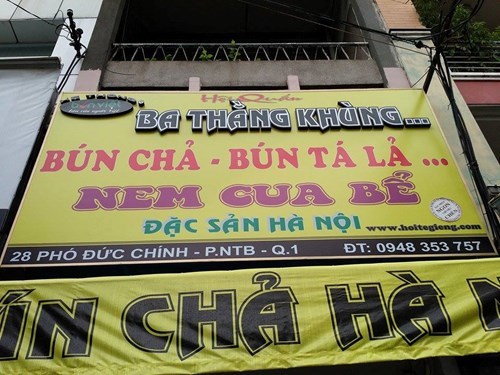 Hội Quán
BA THẰNG KHÙNG...
BÚN CHẢ - BÚN TÁ LẢ ...
NEM CUA BỂ
ĐẶC SẢN HÀ NỘI
www.hoitegieng.com
28 PHÓ ĐỨC CHÍNH - P.NTB - Q.1 ĐT: 0948 353 757
ÚN CHẢ HÀ N